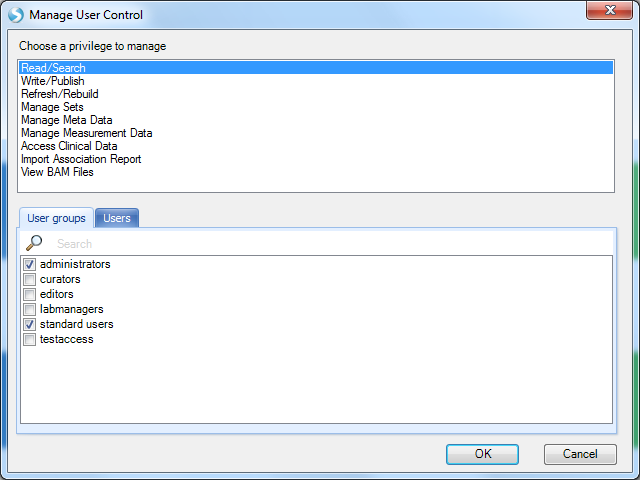 Manage User Control
Choose a privilege to manage
Read/Search
Write/Publish
Refresh/Rebuild
Manage Sets
Manage Meta Data
Manage Measurement Data
Access Clinical Data
Import Association Report
View BAM Files
User groups Users
Search
administrators
curators
editors
labmanagers
standard users
testaccess
OK Cancel